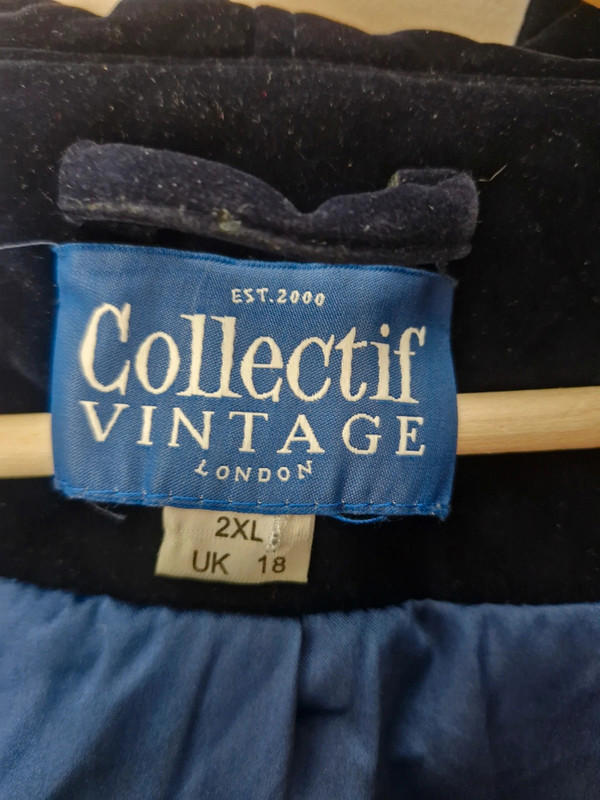 EST.2000
Collectif
VINTAGE
LONDON
2XL
UK 18